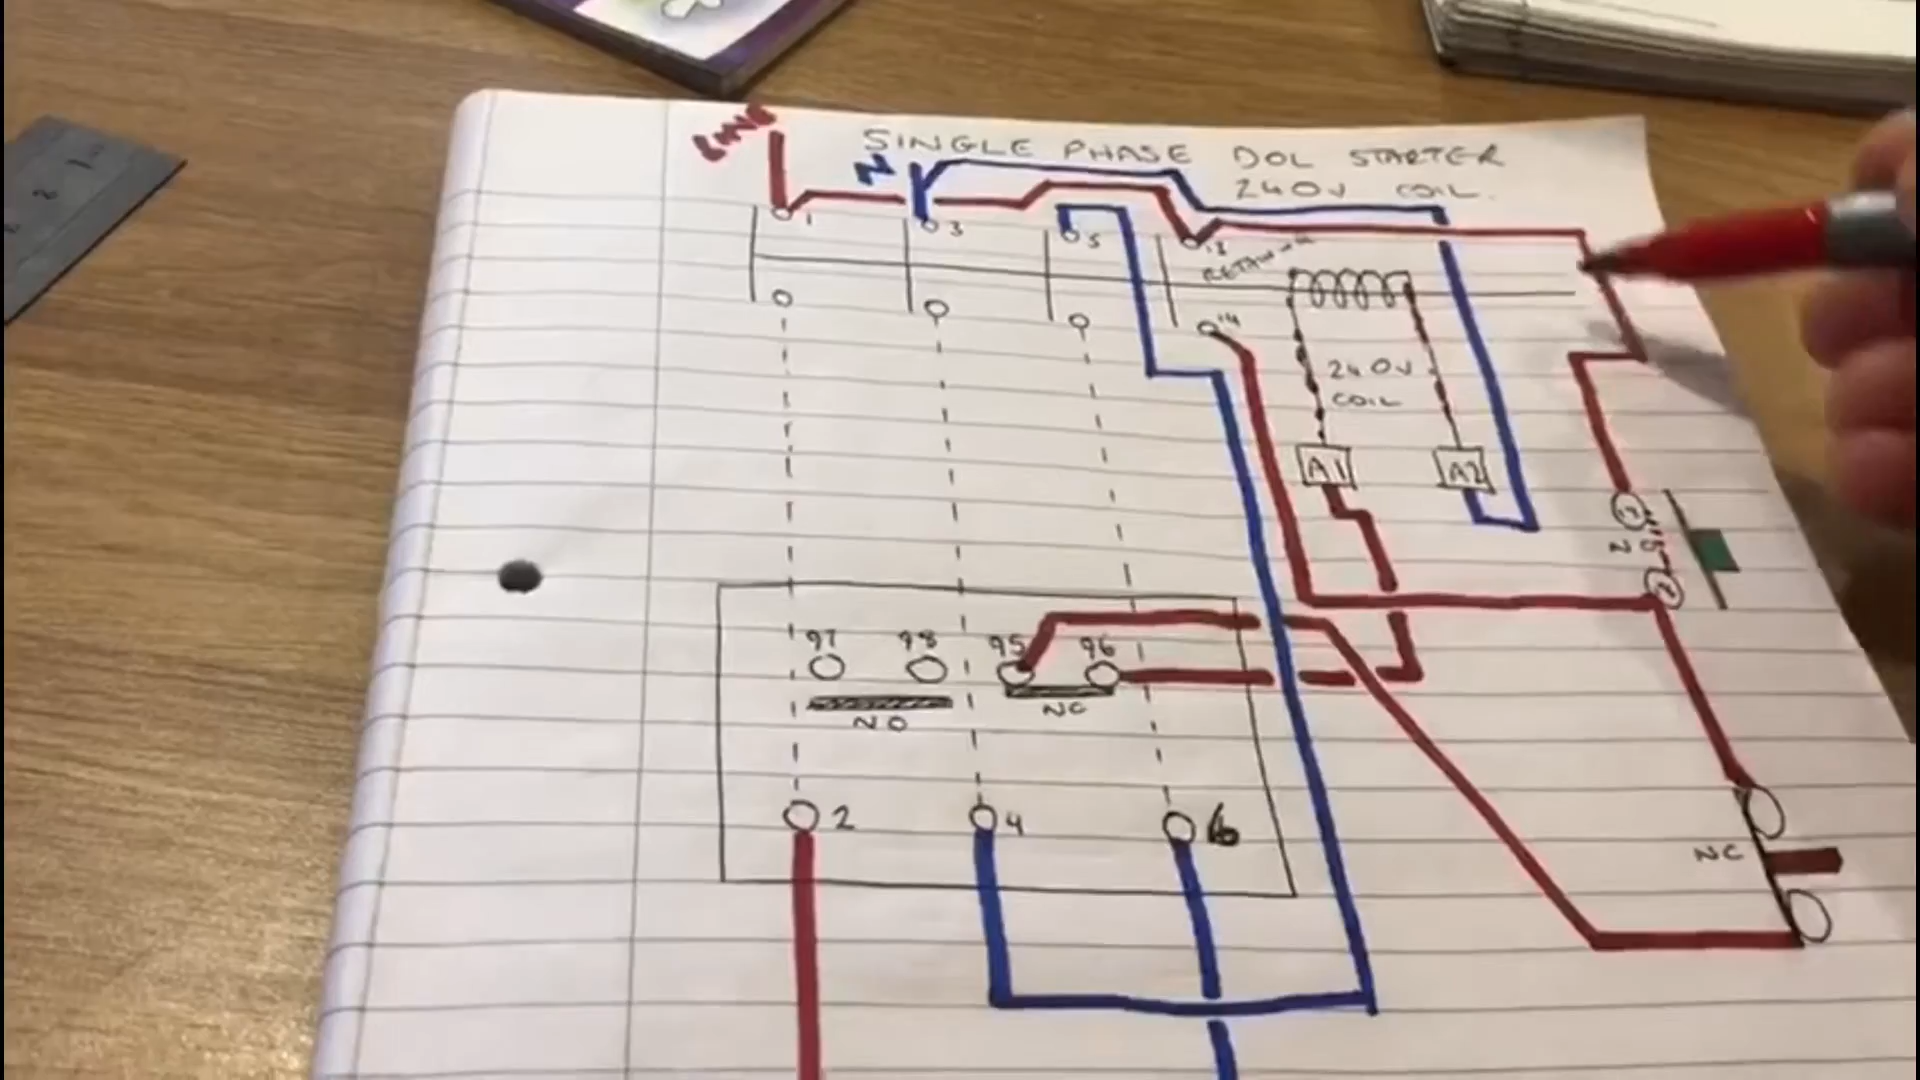 LINE
N
SINGLE PHASE DOL STARTER
240V COIL.
1
3
5
13
14
240V
COIL
A1
A2
97
98
95
96
NO
NC
2
4
6
NC